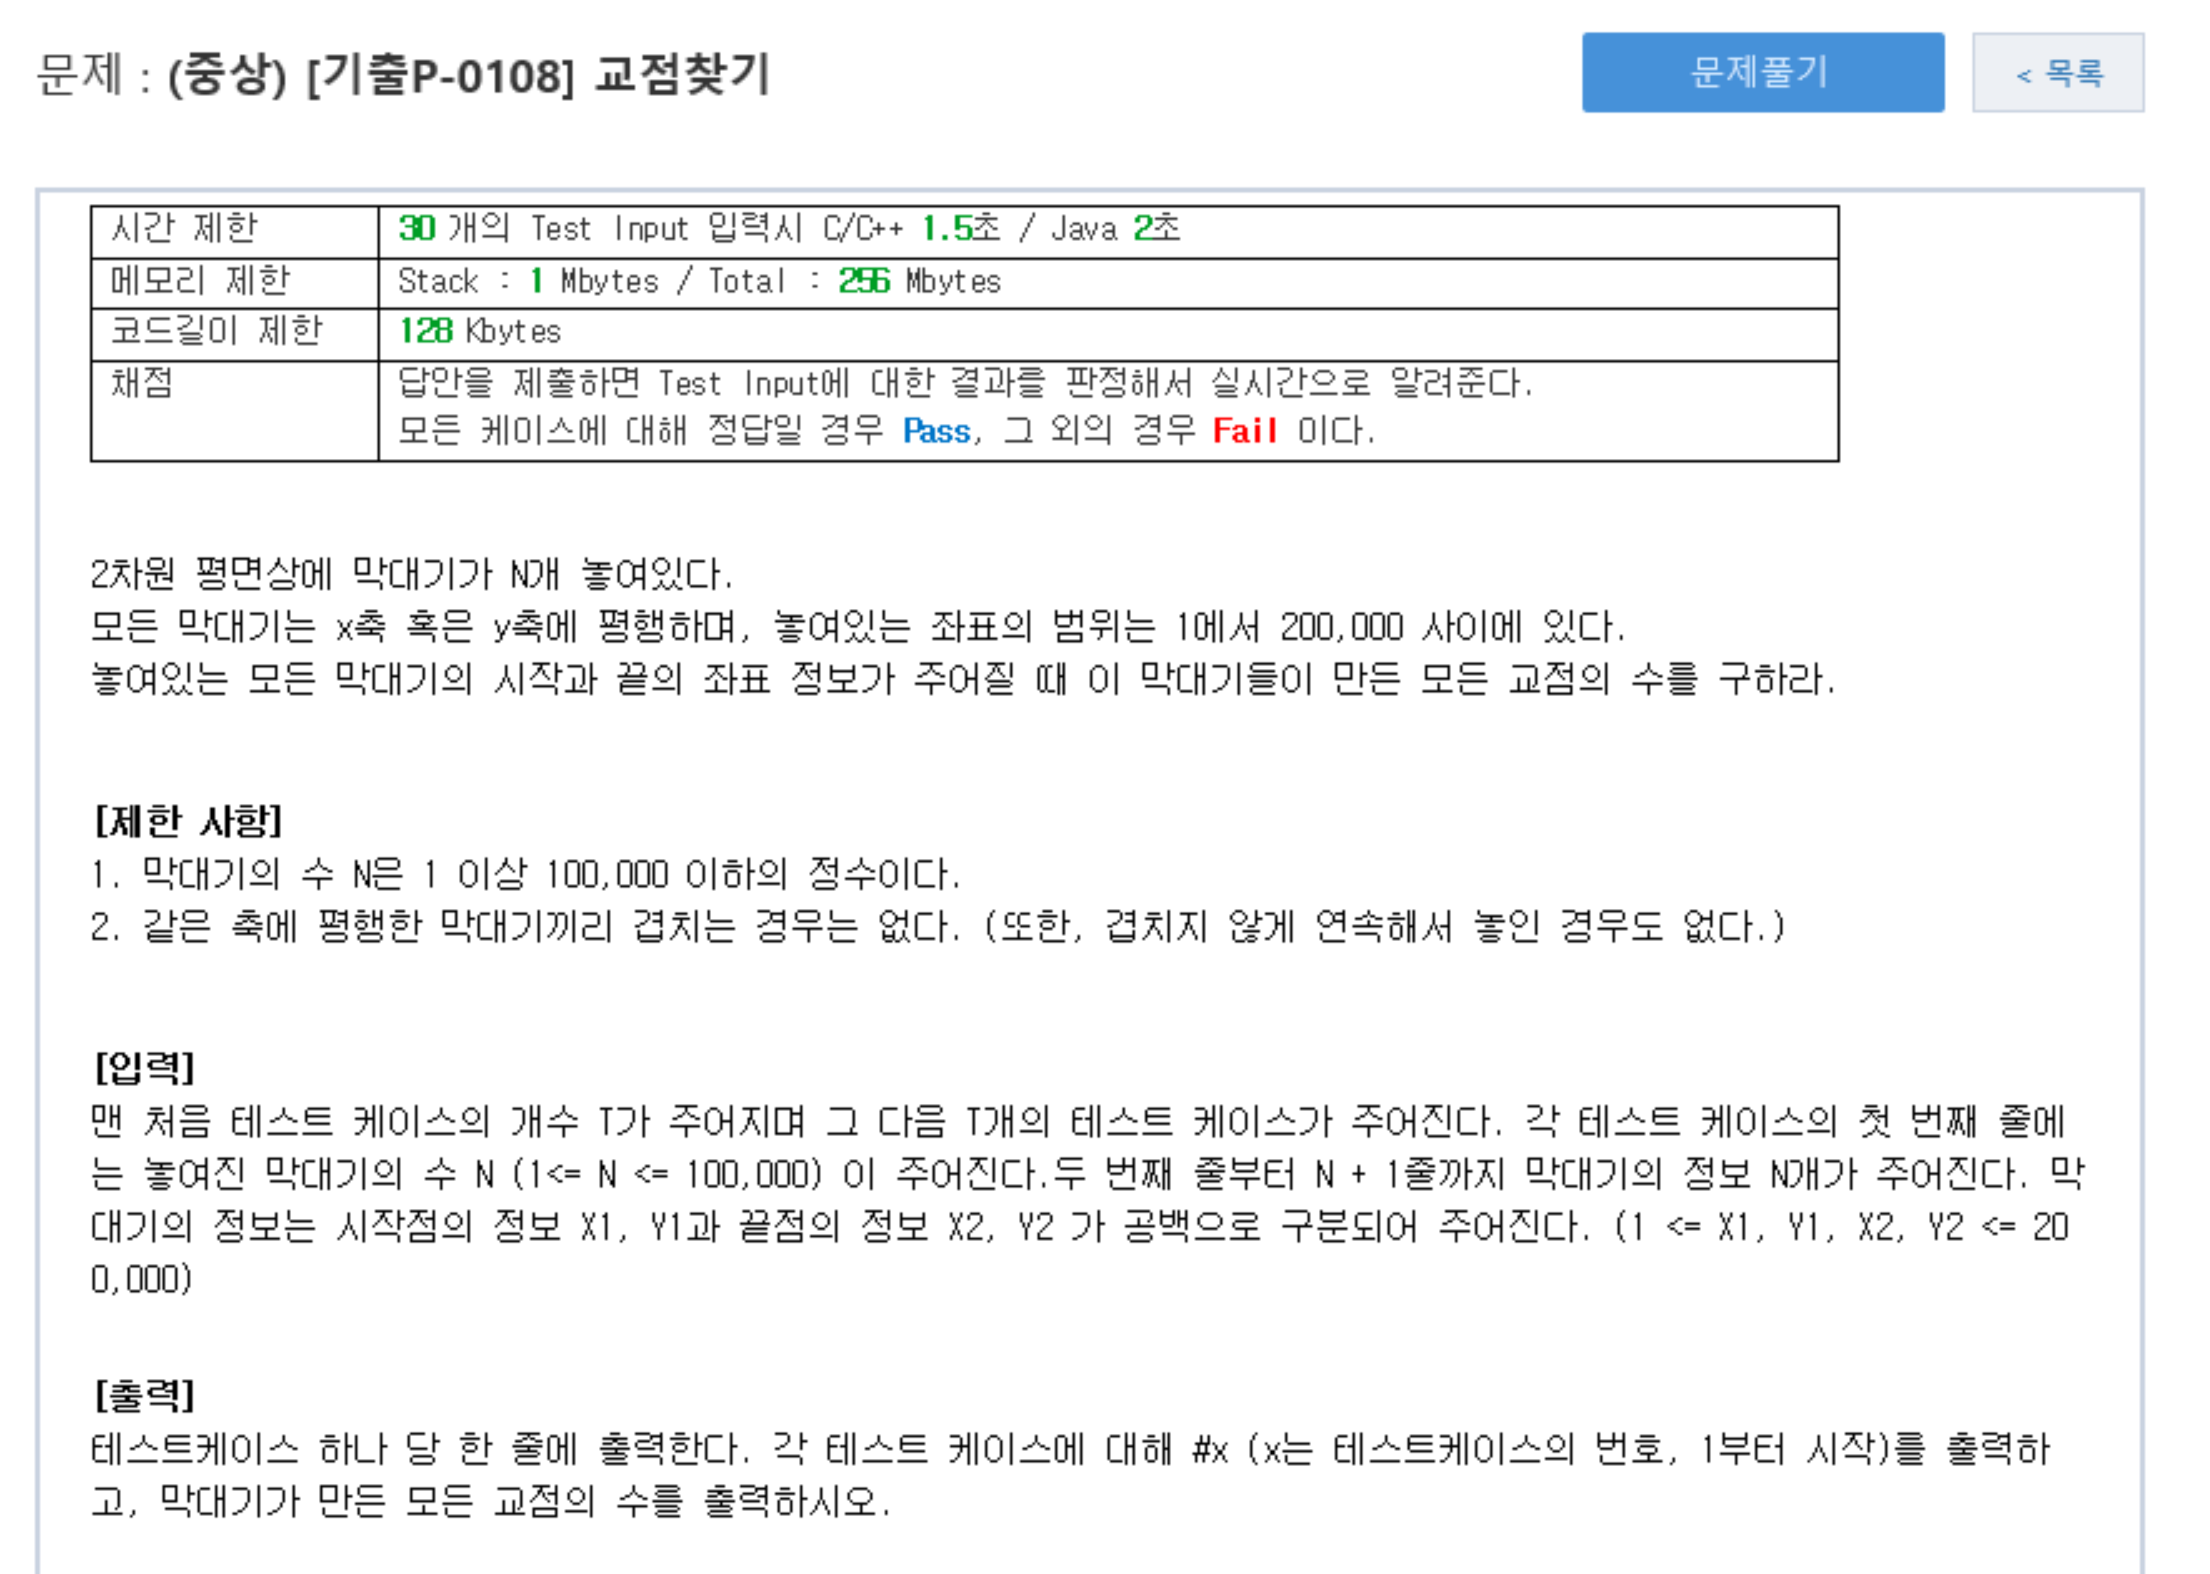 문제 : (중상) [기출P-0108] 교점찾기
문제풀기
< 목록
시간 제한 30 개의 Test Input 입력시 C/C++ 1.5초 / Java 2초
메모리 제한 Stack : 1 Mbytes / Total : 256 Mbytes
코드길이 제한 128 Kbytes
채점 답안을 제출하면 Test Input에 대한 결과를 판정해서 실시간으로 알려준다.
모든 케이스에 대해 정답일 경우 Pass, 그 외의 경우 Fail 이다.
2차원 평면상에 막대기가 N개 놓여있다.
모든 막대기는 x축 혹은 y축에 평행하며, 놓여있는 좌표의 범위는 1에서 200,000 사이에 있다.
놓여있는 모든 막대기의 시작과 끝의 좌표 정보가 주어질 때 이 막대기들이 만든 모든 교점의 수를 구하라.
[제한 사항]
1. 막대기의 수 N은 1 이상 100,000 이하의 정수이다.
2. 같은 축에 평행한 막대기끼리 겹치는 경우는 없다. (또한, 겹치지 않게 연속해서 놓인 경우도 없다.)
[입력]
맨 처음 테스트 케이스의 개수 T가 주어지며 그 다음 T개의 테스트 케이스가 주어진다. 각 테스트 케이스의 첫 번째 줄에
는 놓여진 막대기의 수 N (1<= N <= 100,000) 이 주어진다.두 번째 줄부터 N + 1줄까지 막대기의 정보 N개가 주어진다. 막
대기의 정보는 시작점의 정보 X1, Y1과 끝점의 정보 X2, Y2 가 공백으로 구분되어 주어진다. (1 <= X1, Y1, X2, Y2 <= 20
0,000)
[출력]
테스트케이스 하나 당 한 줄에 출력한다. 각 테스트 케이스에 대해 #x (x는 테스트케이스의 번호, 1부터 시작)를 출력하
고, 막대기가 만든 모든 교점의 수를 출력하시오.